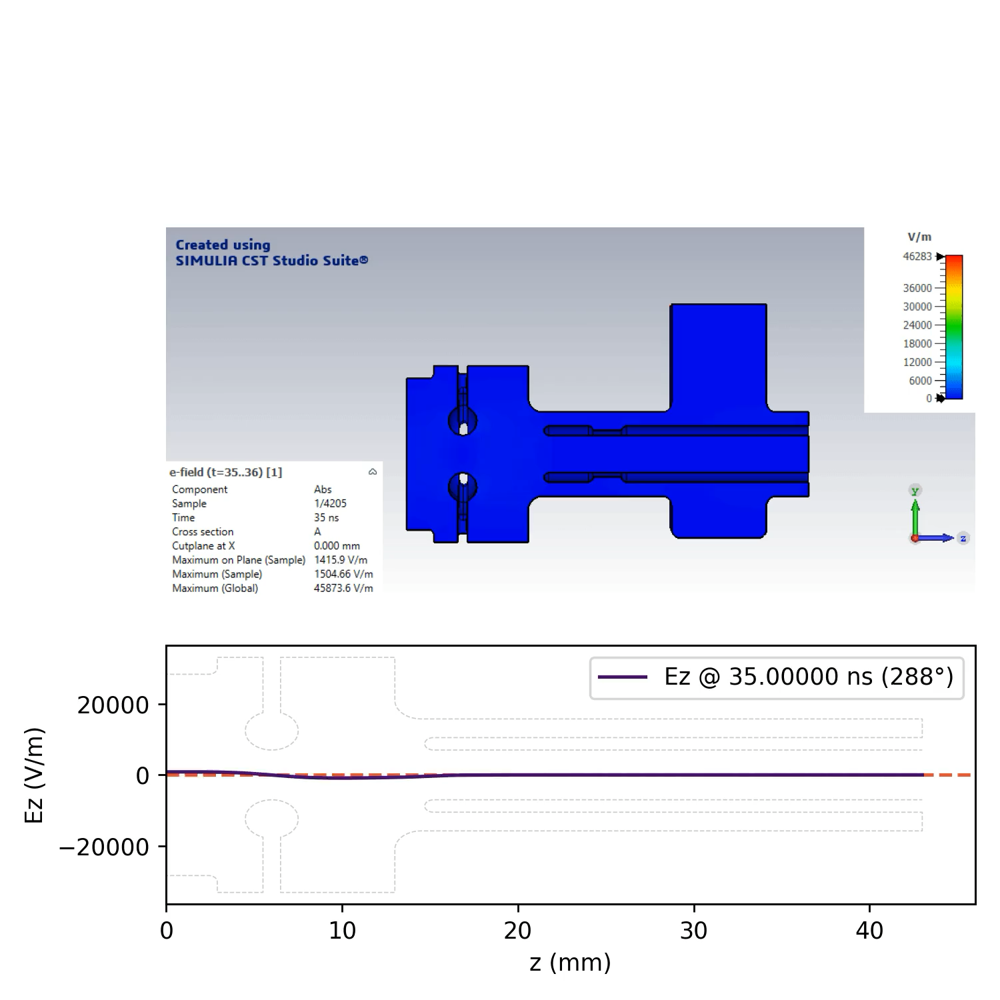 Created using
SIMULIA CST Studio Suite®
V/m
46283
36000
30000
24000
18000
12000
6000
0
e-field (t=35..36) [1]
Component Abs
Sample 1/4205
Time 35 ns
Cross section A
Cutplane at X 0.000 mm
Maximum on Plane (Sample) 1415.9 V/m
Maximum (Sample) 1504.66 V/m
Maximum (Global) 45873.6 V/m
y
z
Ez @ 35.00000 ns (288°)
20000
0
−20000
Ez (V/m)
0 10 20 30 40
z (mm)